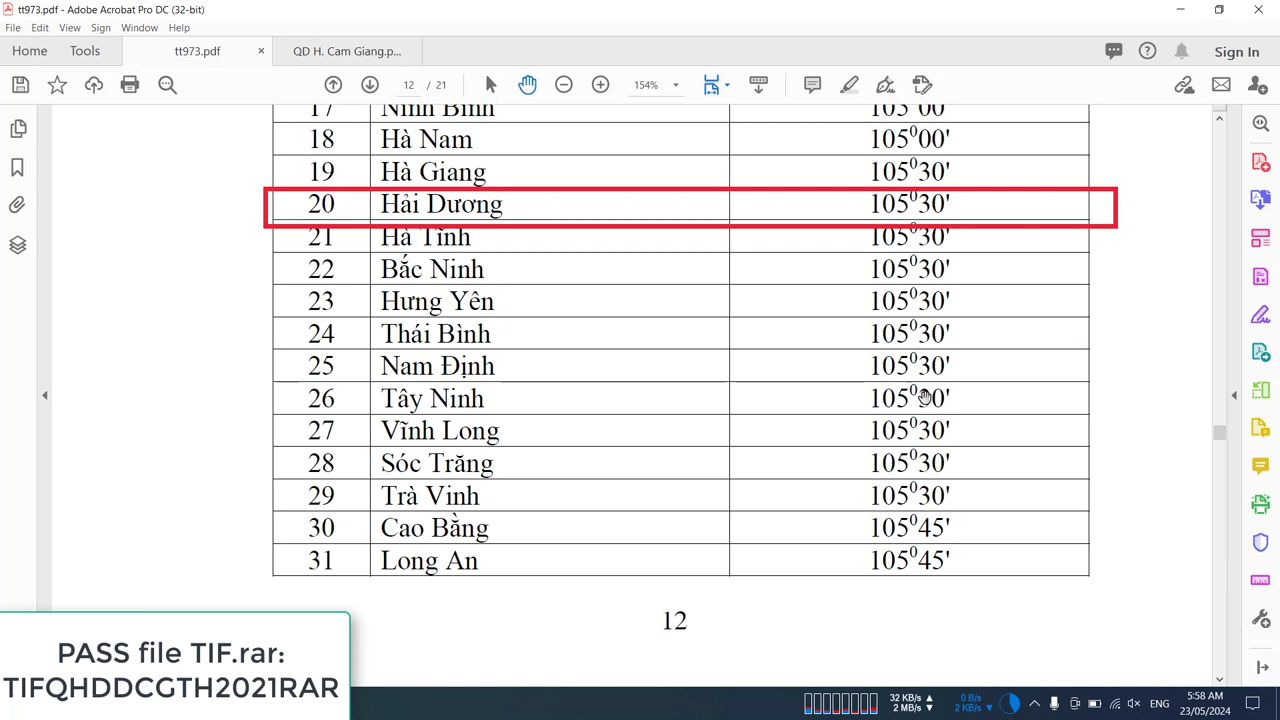 tt973.pdf - Adobe Acrobat Pro DC (32-bit)
File Edit View Sign Window Help
Home Tools tt973.pdf × QD H. Cam Giang.p... Sign In
12 / 21 154%
17 Ninh Bình 105⁰00'
18 Hà Nam 105⁰00'
19 Hà Giang 105⁰30'
20 Hải Dương 105⁰30'
21 Hà Tĩnh 105⁰30'
22 Bắc Ninh 105⁰30'
23 Hưng Yên 105⁰30'
24 Thái Bình 105⁰30'
25 Nam Định 105⁰30'
26 Tây Ninh 105⁰30'
27 Vĩnh Long 105⁰30'
28 Sóc Trăng 105⁰30'
29 Trà Vinh 105⁰30'
30 Cao Bằng 105⁰45'
31 Long An 105⁰45'
12
PASS file TIF.rar:
TIFQHDDCGTH2021RAR
32 KB/s 0 B/s 5:58 AM
2 MB/s 2 KB/s ENG 23/05/2024